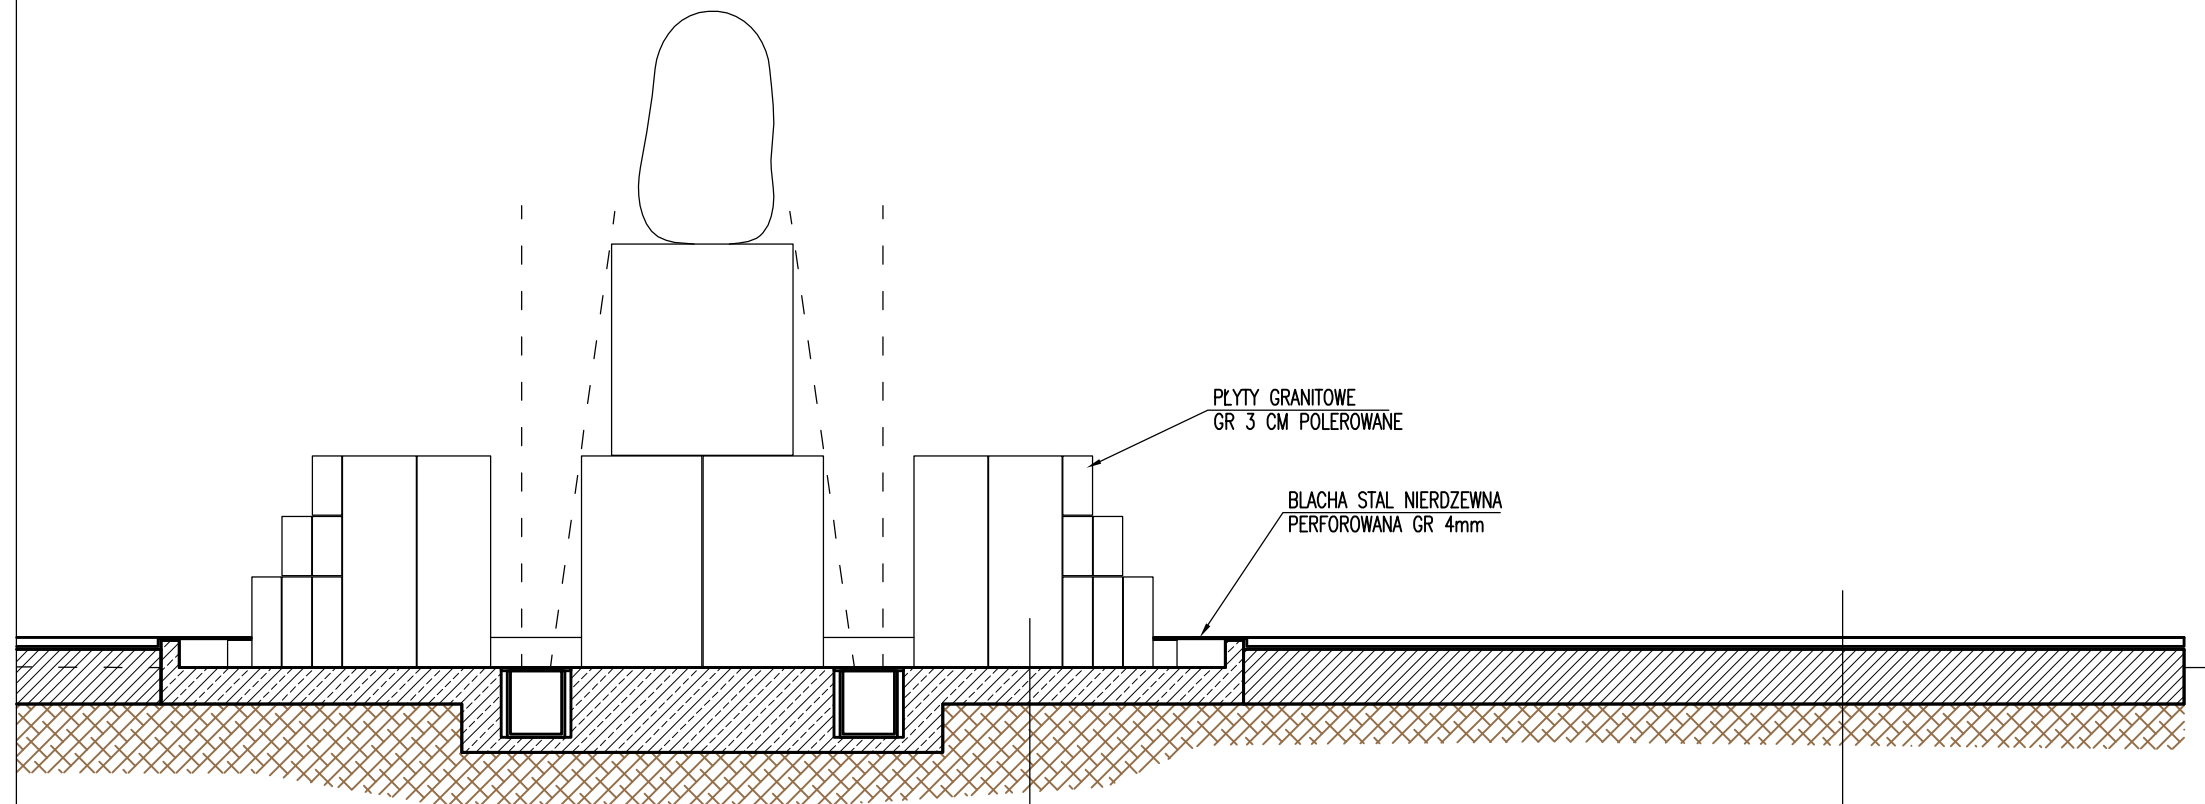 PŁYTY GRANITOWE
GR 3 CM POLEROWANE
BLACHA STAL NIERDZEWNA
PERFOROWANA GR 4mm